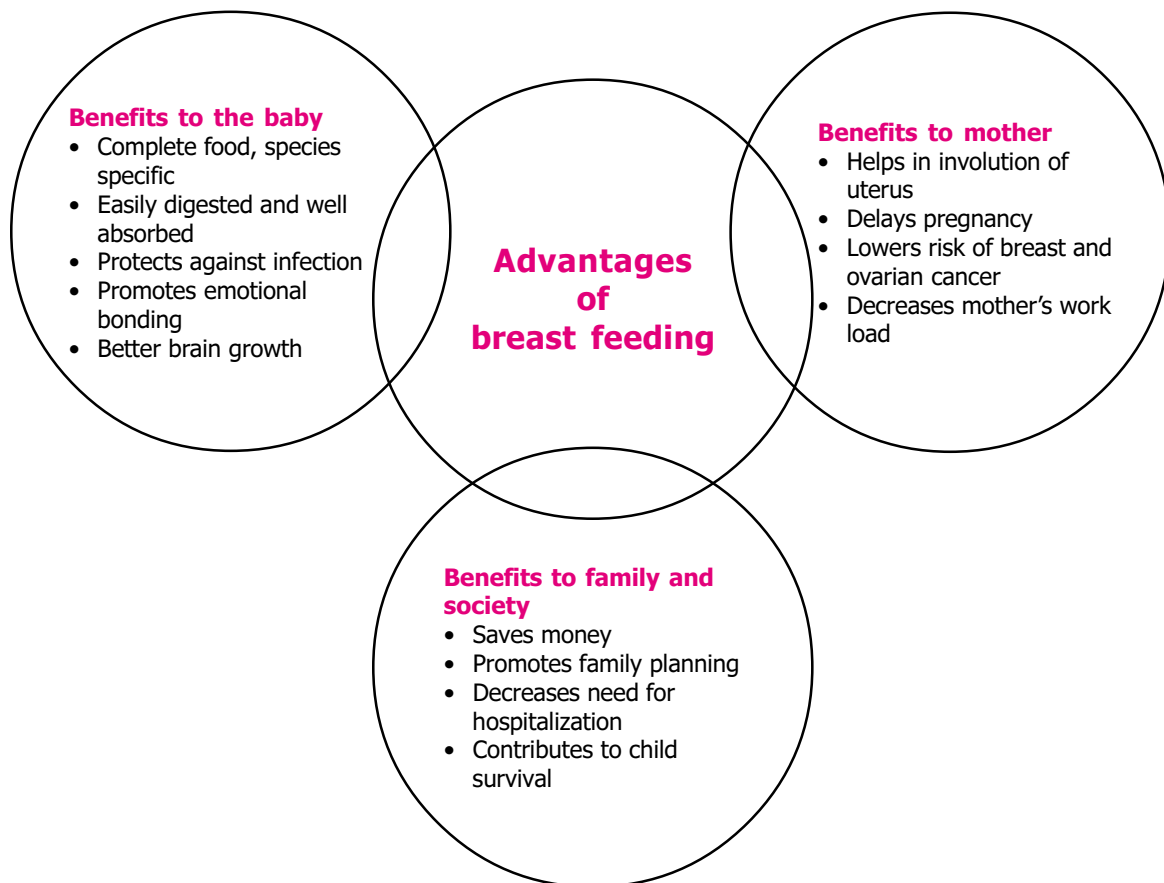 Benefits to the baby
• Complete food, species
specific
• Easily digested and well
absorbed
• Protects against infection
• Promotes emotional
bonding
• Better brain growth
Advantages
of
breast feeding
Benefits to mother
• Helps in involution of
uterus
• Delays pregnancy
• Lowers risk of breast and
ovarian cancer
• Decreases mother’s work
load
Benefits to family and
society
• Saves money
• Promotes family planning
• Decreases need for
hospitalization
• Contributes to child
survival